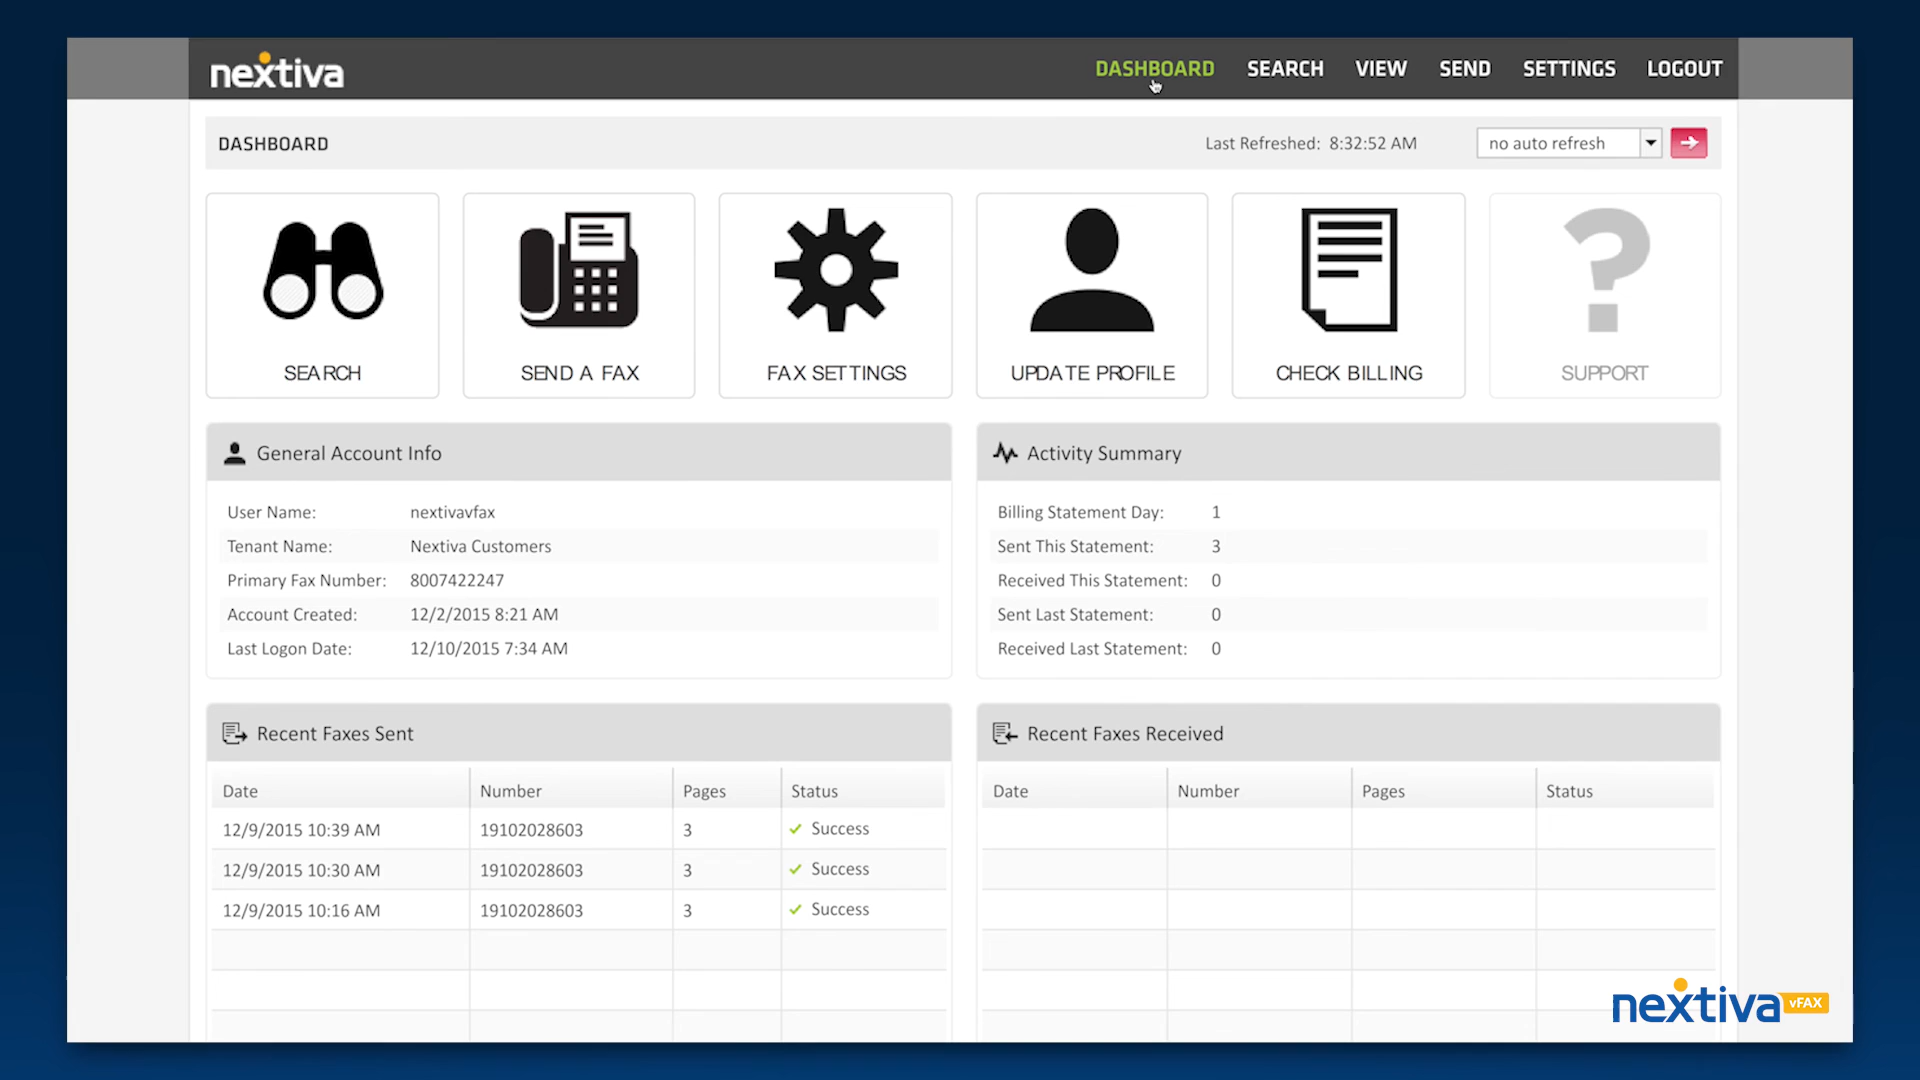 nextiva
DASHBOARD SEARCH VIEW SEND SETTINGS LOGOUT
DASHBOARD
Last Refreshed: 8:32:52 AM
no auto refresh
SEARCH
SEND A FAX
FAX SETTINGS
UPDATE PROFILE
CHECK BILLING
SUPPORT
General Account Info
User Name: nextivavfax
Tenant Name: Nextiva Customers
Primary Fax Number: 8007422247
Account Created: 12/2/2015 8:21 AM
Last Logon Date: 12/10/2015 7:34 AM
Activity Summary
Billing Statement Day: 1
Sent This Statement: 3
Received This Statement: 0
Sent Last Statement: 0
Received Last Statement: 0
Recent Faxes Sent
Date Number Pages Status
12/9/2015 10:39 AM 19102028603 3 Success
12/9/2015 10:30 AM 19102028603 3 Success
12/9/2015 10:16 AM 19102028603 3 Success
Recent Faxes Received
Date Number Pages Status
nextiva vFAX